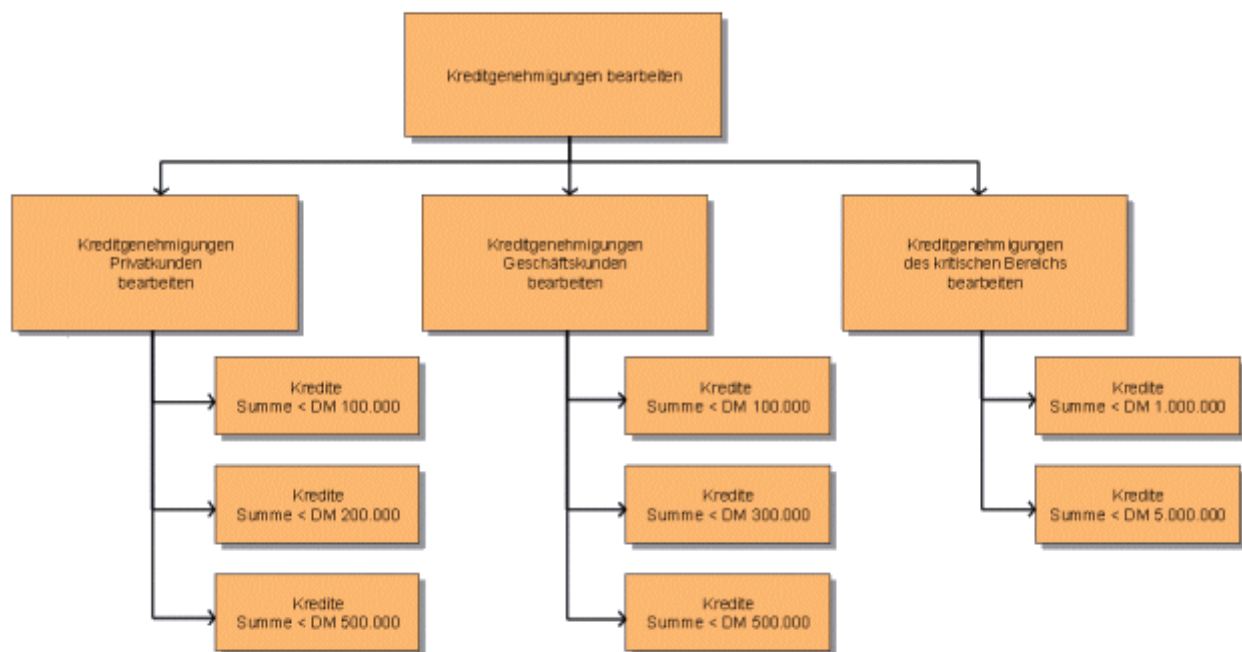 Kreditgenehmigungen bearbeiten
Kreditgenehmigungen
Privatkunden
bearbeiten
Kredite
Summe < DM 100.000
Kredite
Summe < DM 200.000
Kredite
Summe < DM 500.000
Kreditgenehmigungen
Geschäftskunden
bearbeiten
Kredite
Summe < DM 100.000
Kredite
Summe < DM 300.000
Kredite
Summe < DM 500.000
Kreditgenehmigungen
des kritischen Bereichs
bearbeiten
Kredite
Summe < DM 1.000.000
Kredite
Summe < DM 5.000.000